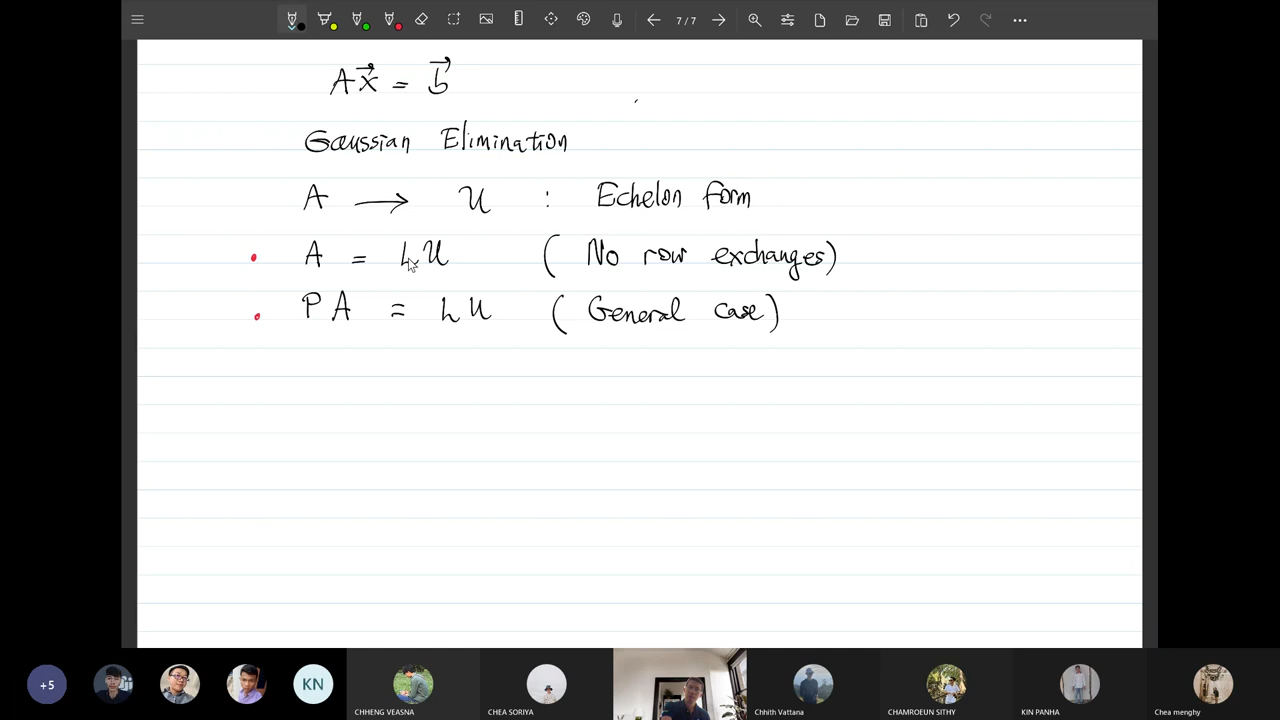 7 / 7
A x⃗ = b⃗
Gaussian Elimination
A → U : Echelon form
• A = LU ( No row exchanges)
• PA = LU ( General case)
+5
KN
CHHENG VEASNA
CHEA SORIYA
Chhith Vattana
CHAMROEUN SITHY
KIN PANHA
Chea menghy